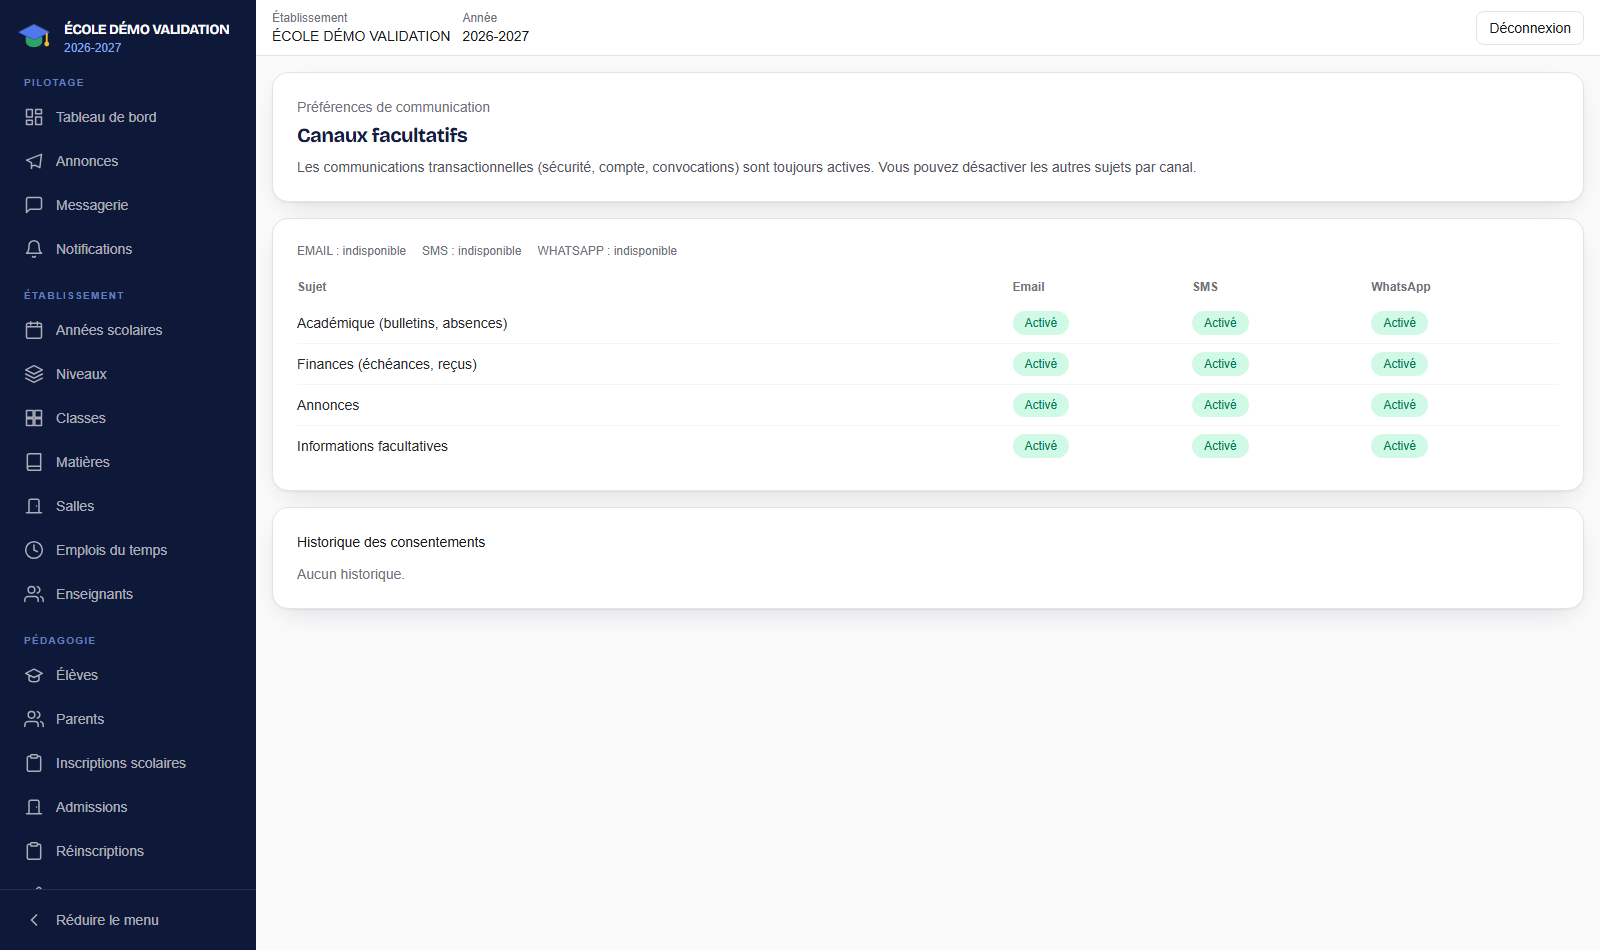 ÉCOLE DÉMO VALIDATION
2026-2027
PILOTAGE
Tableau de bord
Annonces
Messagerie
Notifications
ÉTABLISSEMENT
Années scolaires
Niveaux
Classes
Matières
Salles
Emplois du temps
Enseignants
PÉDAGOGIE
Élèves
Parents
Inscriptions scolaires
Admissions
Réinscriptions
Réduire le menu
Établissement Année
ÉCOLE DÉMO VALIDATION 2026-2027
Déconnexion
Préférences de communication
Canaux facultatifs
Les communications transactionnelles (sécurité, compte, convocations) sont toujours actives. Vous pouvez désactiver les autres sujets par canal.
EMAIL : indisponible SMS : indisponible WHATSAPP : indisponible
Sujet Email SMS WhatsApp
Académique (bulletins, absences) Activé Activé Activé
Finances (échéances, reçus) Activé Activé Activé
Annonces Activé Activé Activé
Informations facultatives Activé Activé Activé
Historique des consentements
Aucun historique.